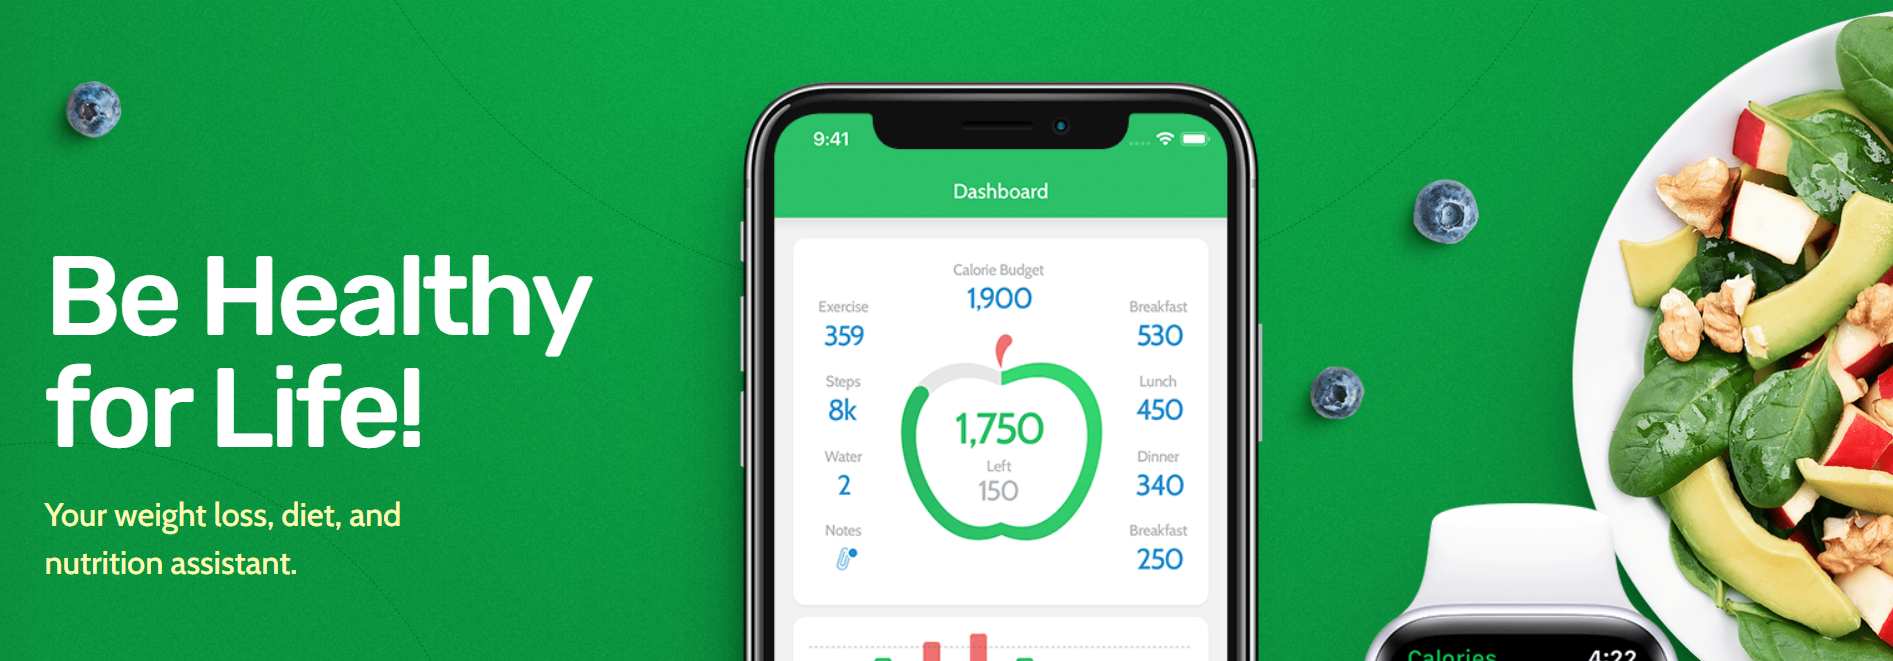 Be Healthy
for Life!
Your weight loss, diet, and
nutrition assistant.
9:41
Dashboard
Calorie Budget
1,900
Exercise
359
Steps
8k
Water
2
Notes
1,750
Left
150
Breakfast
530
Lunch
450
Dinner
340
Breakfast
250
Calories 4:22